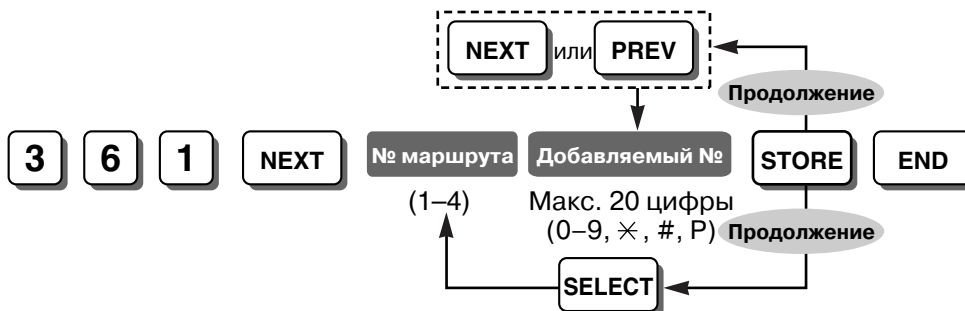 NEXT или PREV
Продолжение
3 6 1 NEXT № маршрута Добавляемый № STORE END
(1–4) Макс. 20 цифры
(0–9, ✳, #, P) Продолжение
SELECT